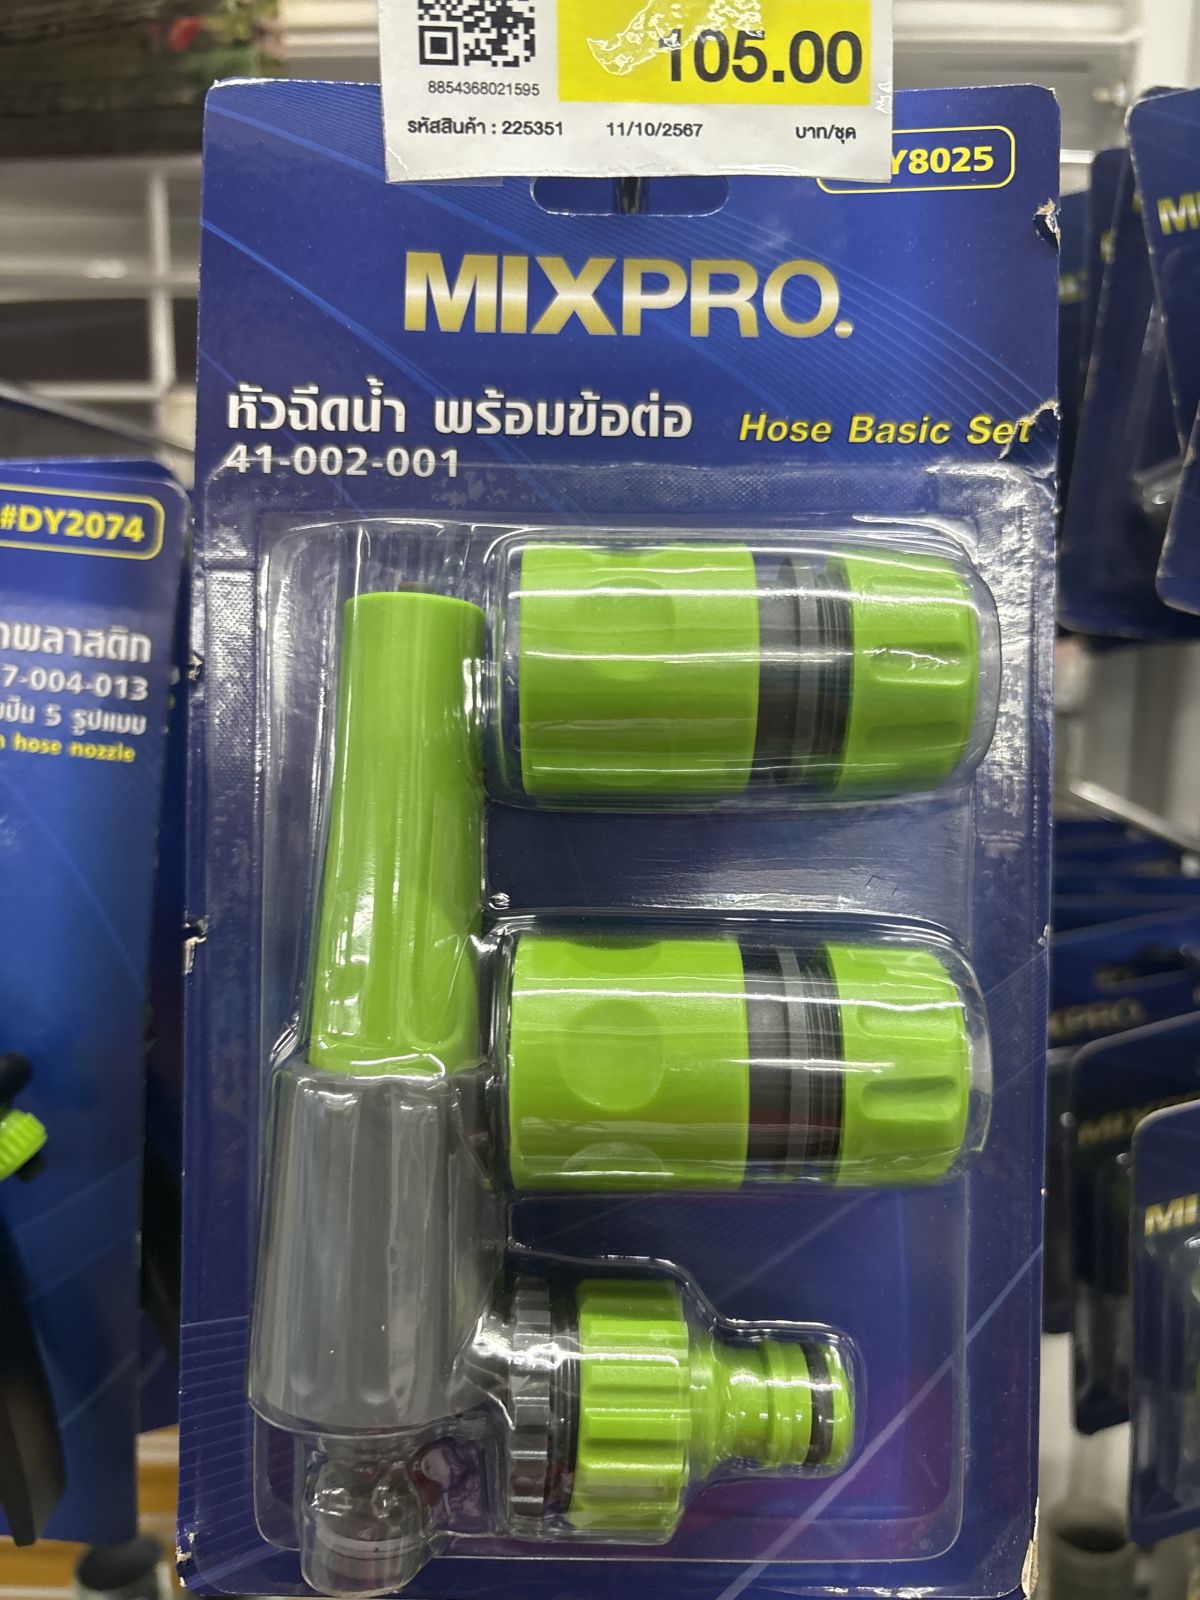 105.00
8854368021595
รหัสสินค้า : 225351 11/10/2567 บาท/ชุด
Y8025
MIXPRO.
หัวฉีดน้ำ พร้อมข้อต่อ Hose Basic Set
41-002-001
#DY2074
พลาสติก
7-004-013
ปืน 5 รูปแบบ
hose nozzle